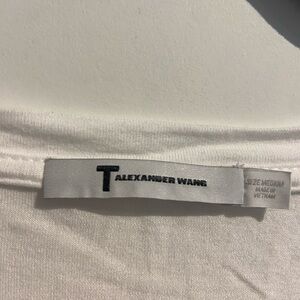 T ALEXANDER WANG
SIZE MEDIUM
MADE IN
VIETNAM